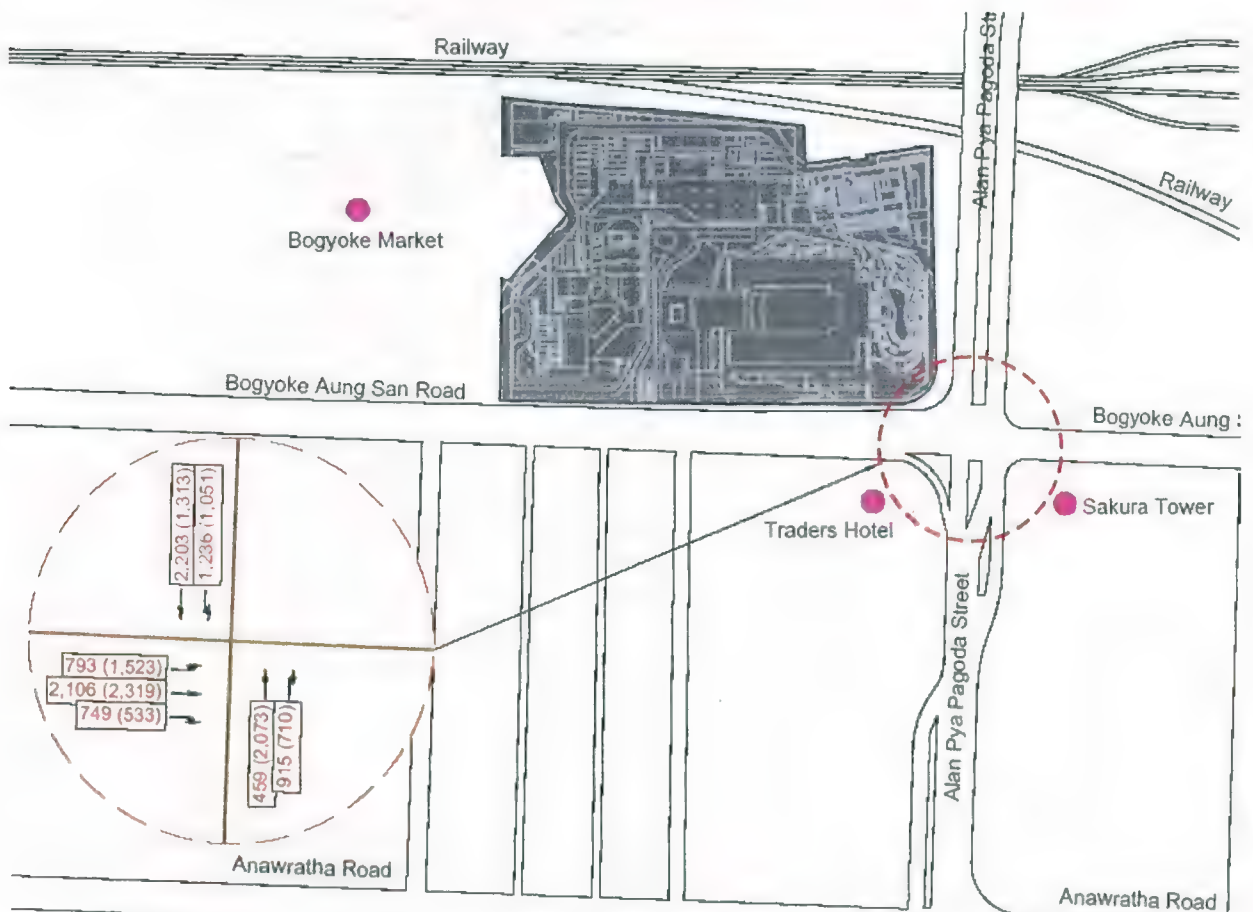 Railway
Alan Pya Pagoda Str
Railway
Bogyoke Market
Bogyoke Aung San Road
Bogyoke Aung
2,203 (1,313)
1,236 (1,051)
Traders Hotel
Sakura Tower
793 (1,523)
2,106 (2,319)
749 (533)
459 (2,073)
915 (710)
Alan Pya Pagoda Street
Anawratha Road
Anawratha Road